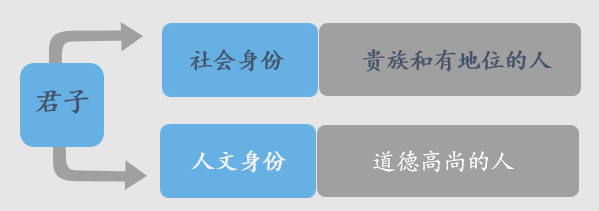 君子
社会身份
贵族和有地位的人
人文身份
道德高尚的人